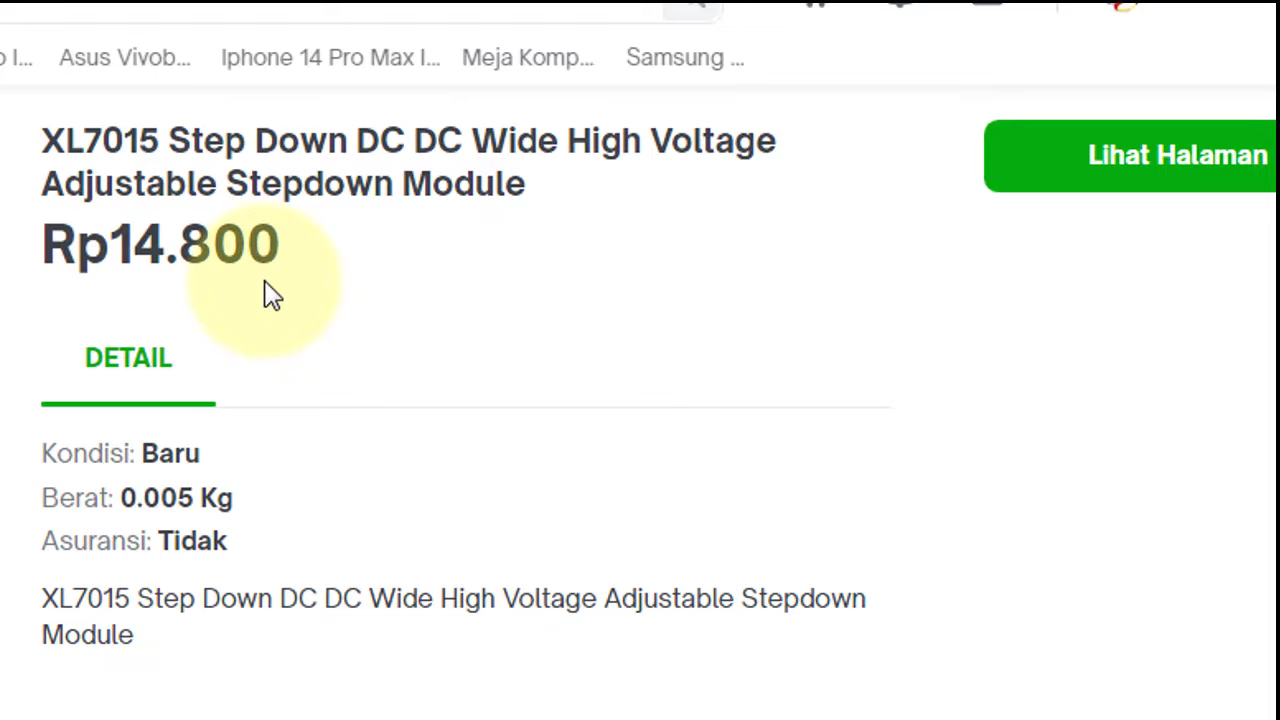 Asus Vivob... Iphone 14 Pro Max I... Meja Komp... Samsung ...
XL7015 Step Down DC DC Wide High Voltage
Adjustable Stepdown Module
Lihat Halaman
Rp14.800
DETAIL
Kondisi: Baru
Berat: 0.005 Kg
Asuransi: Tidak
XL7015 Step Down DC DC Wide High Voltage Adjustable Stepdown
Module